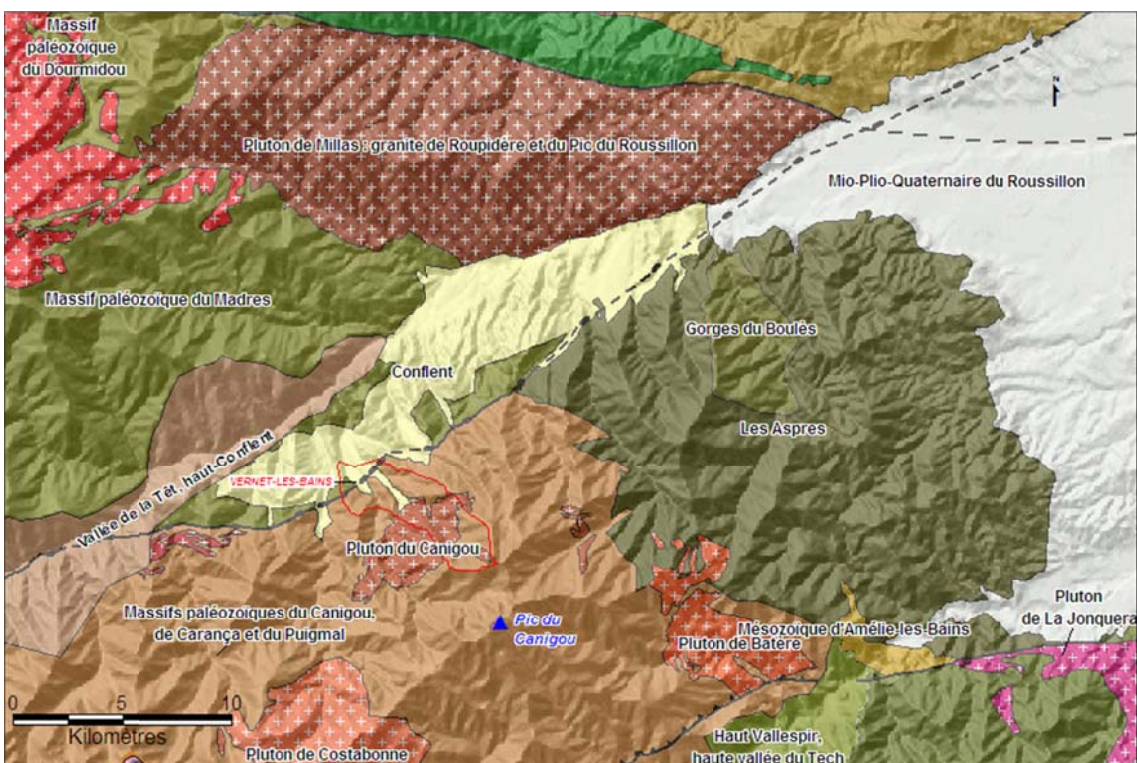 Massif
paléozoïque
du Dourmidou
N
Pluton de Millas : granite de Roupidère et du Pic du Roussillon
Mio-Plio-Quaternaire du Roussillon
Massif paléozoïque du Madres
Gorges du Boulès
Conflent
Les Aspres
VERNET-LES-BAINS
Vallée de la Têt, haut-Conflent
Pluton du Canigou
Massifs paléozoïques du Canigou,
de Carança et du Puigmal
Pic du
Canigou
Pluton
de La Jonquera
Mésozoïque d'Amélie-les-Bains
Pluton de Batère
0 5 10
Kilomètres
Pluton de Costabonne
Haut Vallespir,
haute vallée du Tech